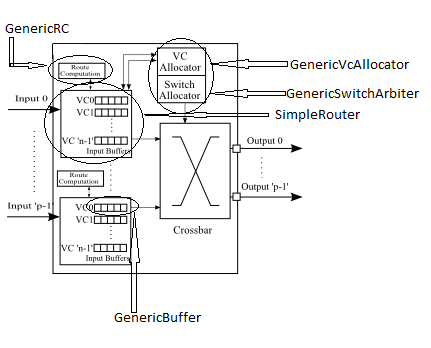 GenericRC
Route
Computation
VC
Allocator
Switch
Allocator
GenericVcAllocator
GenericSwitchArbiter
SimpleRouter
Input 0
VC0
VC1
VC 'n-1'
Input Buffers
Output 0
Route
Computation
Output 'p-1'
Input 'p-1'
VC0
VC1
VC 'n-1'
Input Buffers
Crossbar
GenericBuffer